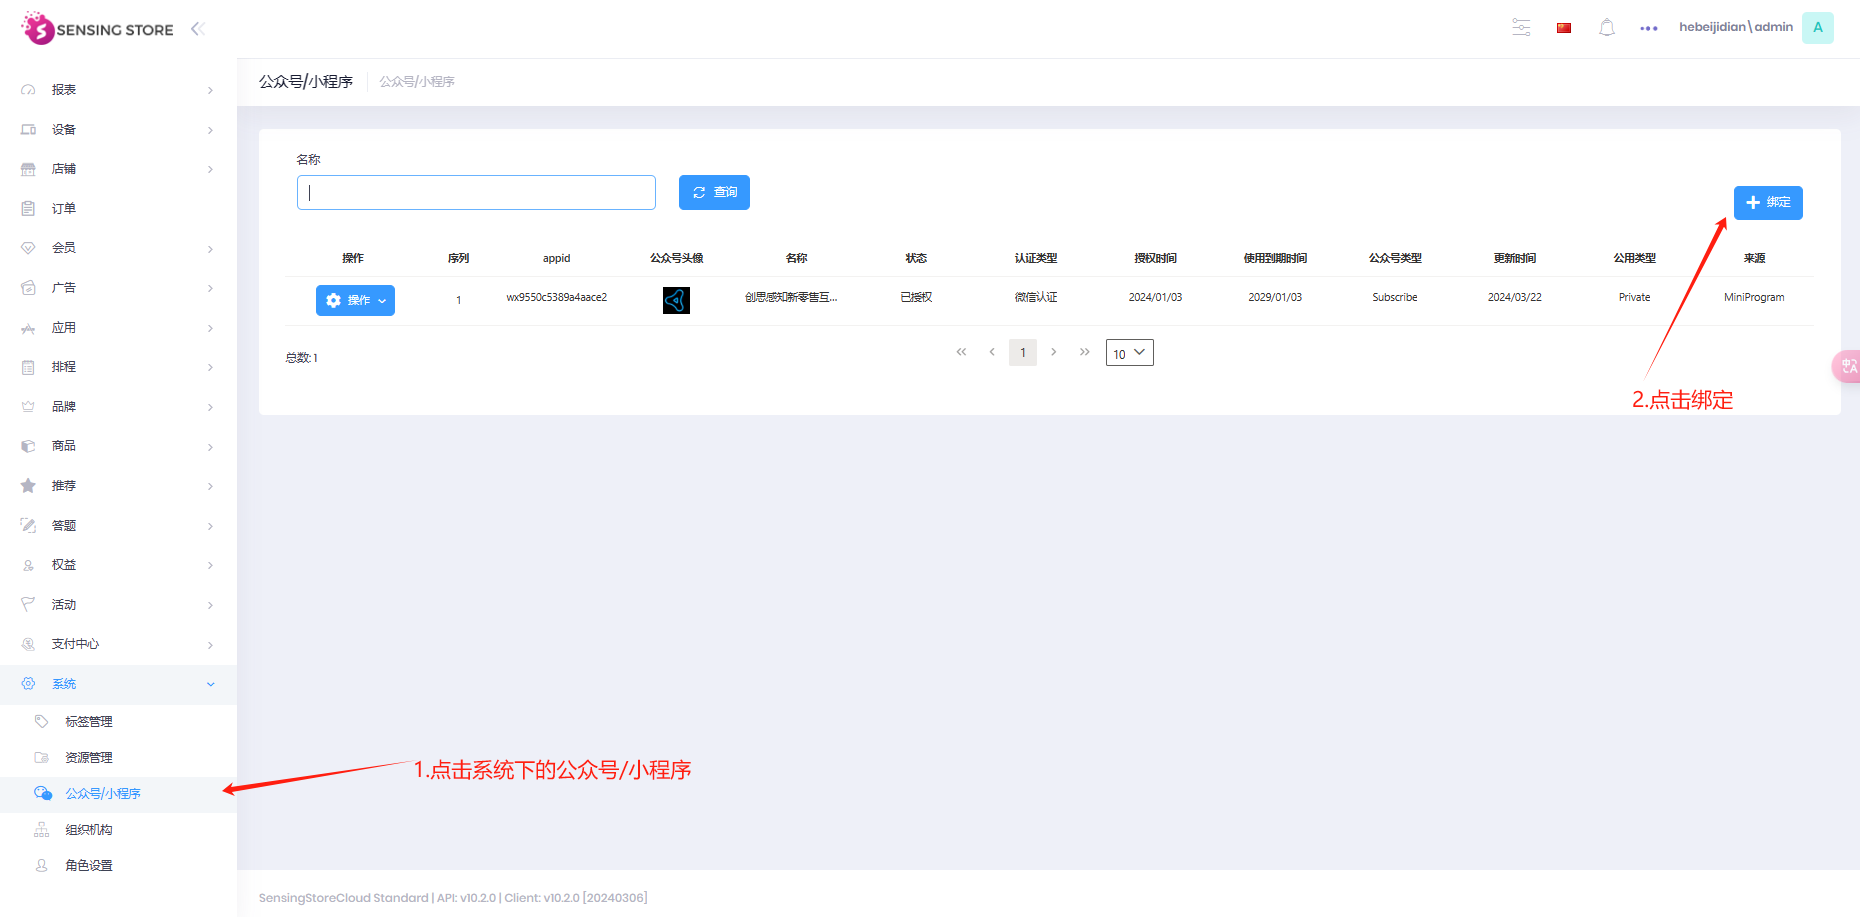 SENSING STORE
hebeijidian\admin
A
公众号/小程序
公众号/小程序
报表
设备
店铺
订单
会员
广告
应用
排程
品牌
商品
推荐
答题
权益
活动
支付中心
系统
标签管理
资源管理
公众号/小程序
组织机构
角色设置
名称
查询
绑定
操作 序列 appid 公众号头像 名称 状态 认证类型 授权时间 使用到期时间 公众号类型 更新时间 公用类型 来源
操作 1 wx9550c5389a4aace2 创思感知新零售互... 已授权 微信认证 2024/01/03 2029/01/03 Subscribe 2024/03/22 Private MiniProgram
总数:1
1
10
2.点击绑定
1.点击系统下的公众号/小程序
SensingStoreCloud Standard | API: v10.2.0 | Client: v10.2.0 [20240306]